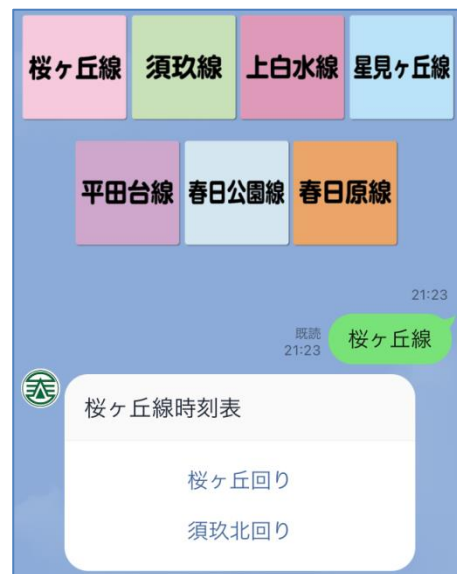 桜ヶ丘線 須玖線 上白水線 星見ヶ丘線
平田台線 春日公園線 春日原線
21:23
既読
21:23
桜ヶ丘線
桜ヶ丘線時刻表
桜ヶ丘回り
須玖北回り